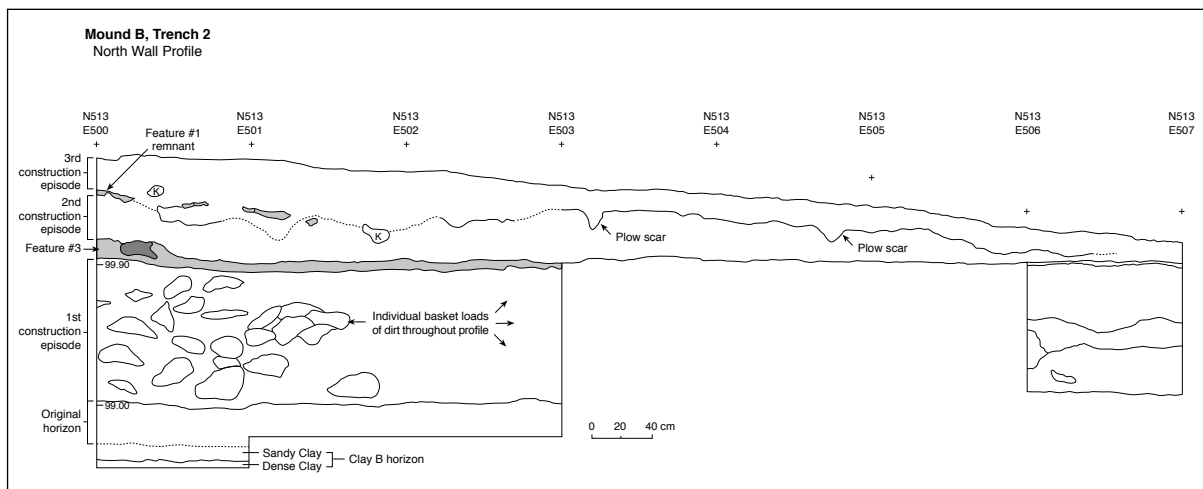 Mound B, Trench 2
North Wall Profile
N513
E500
N513
E501
N513
E502
N513
E503
N513
E504
N513
E505
N513
E506
N513
E507
Feature #1
remnant
3rd
construction
episode
K
2nd
construction
episode
K
Plow scar
Plow scar
Feature #3
99.90
1st
construction
episode
Individual basket loads
of dirt throughout profile
99.00
Original
horizon
0 20 40 cm
Sandy Clay
Dense Clay
Clay B horizon